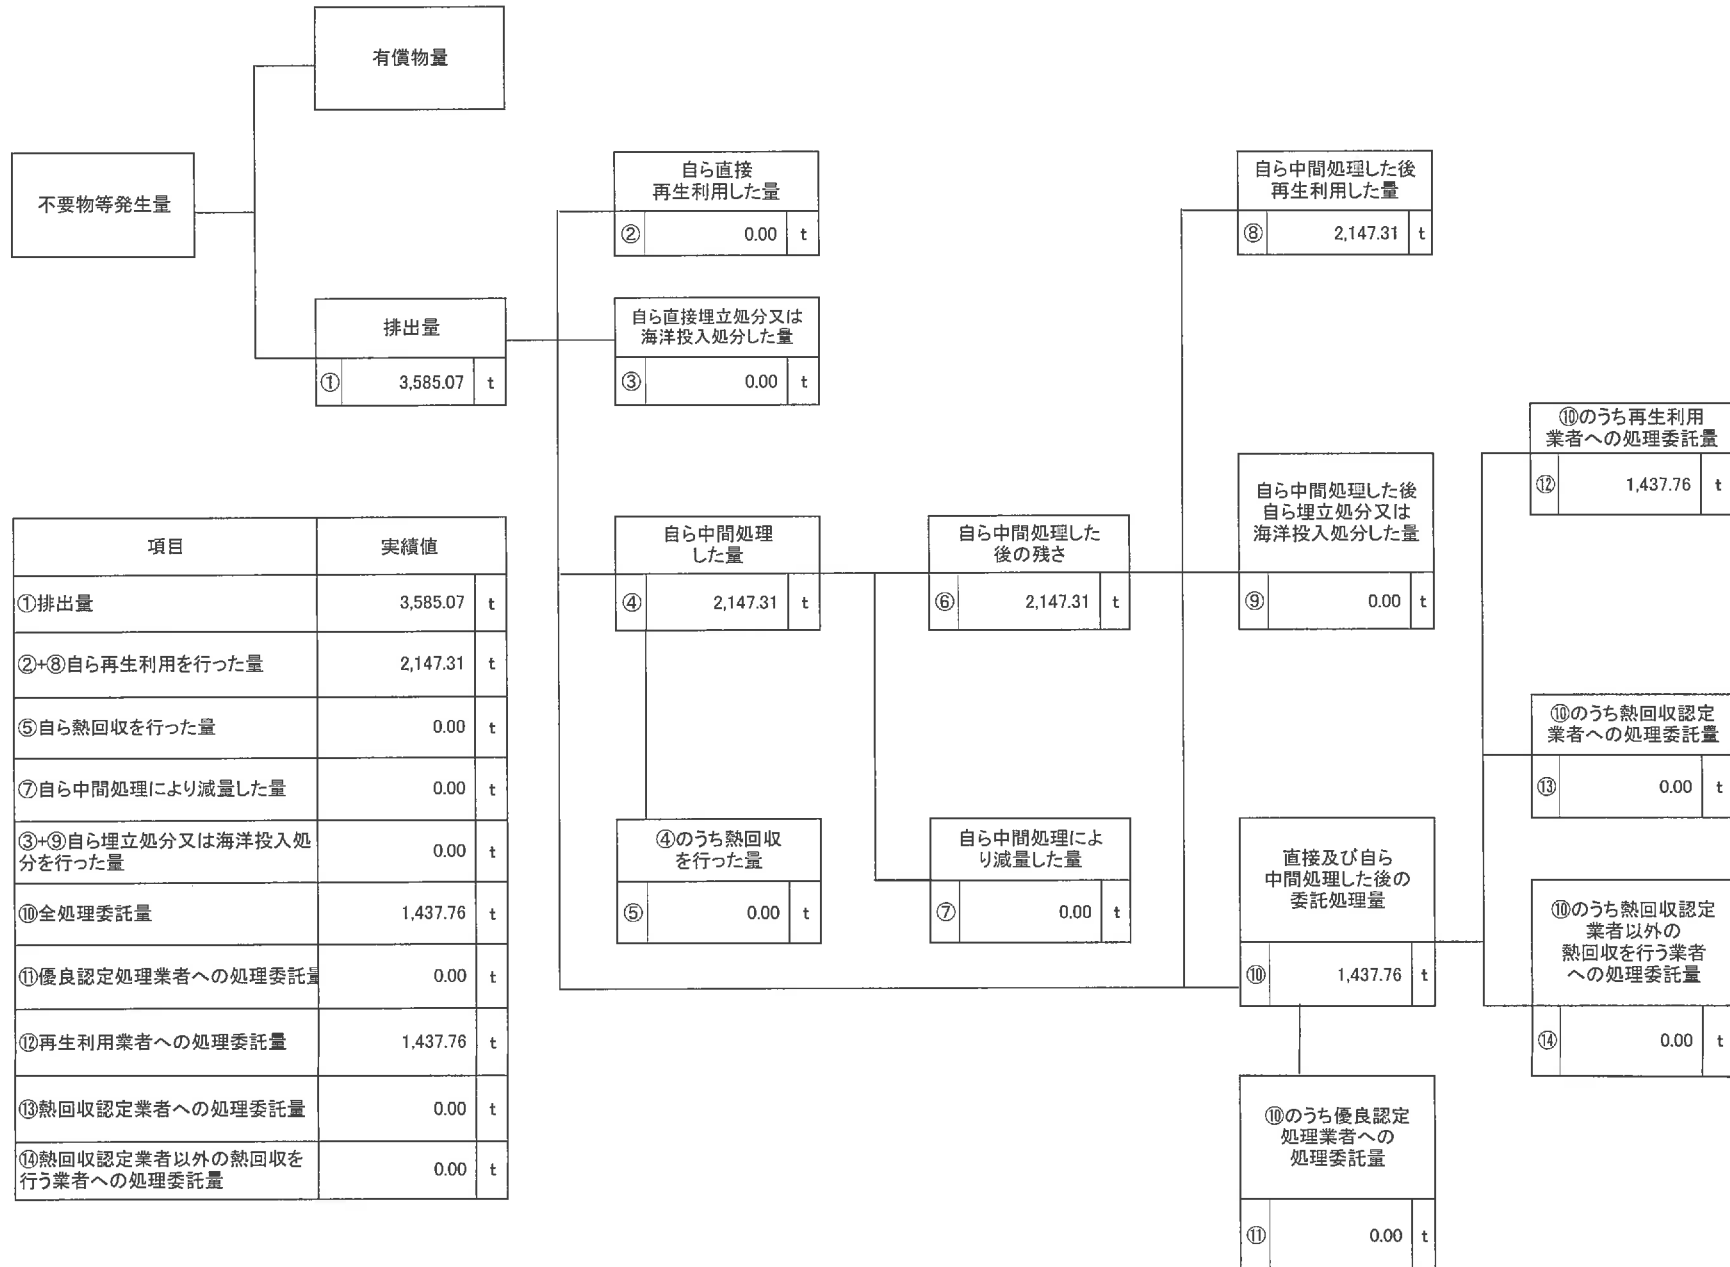 有償物量
不要物等発生量
排出量
① 3,585.07 t
自ら直接
再生利用した量
② 0.00 t
自ら直接埋立処分又は
海洋投入処分した量
③ 0.00 t
自ら中間処理
した量
④ 2,147.31 t
④のうち熱回収
を行った量
⑤ 0.00 t
自ら中間処理した
後の残さ
⑥ 2,147.31 t
自ら中間処理によ
り減量した量
⑦ 0.00 t
自ら中間処理した後
再生利用した量
⑧ 2,147.31 t
自ら中間処理した後
自ら埋立処分又は
海洋投入処分した量
⑨ 0.00 t
直接及び自ら
中間処理した後の
委託処理量
⑩ 1,437.76 t
⑩のうち優良認定
処理業者への
処理委託量
⑪ 0.00 t
⑩のうち再生利用
業者への処理委託量
⑫ 1,437.76 t
⑩のうち熱回収認定
業者への処理委託量
⑬ 0.00 t
⑩のうち熱回収認定
業者以外の
熱回収を行う業者
への処理委託量
⑭ 0.00 t
項目 実績値
①排出量 3,585.07 t
②+⑧自ら再生利用を行った量 2,147.31 t
⑤自ら熱回収を行った量 0.00 t
⑦自ら中間処理により減量した量 0.00 t
③+⑨自ら埋立処分又は海洋投入処
分を行った量 0.00 t
⑩全処理委託量 1,437.76 t
⑪優良認定処理業者への処理委託量 0.00 t
⑫再生利用業者への処理委託量 1,437.76 t
⑬熱回収認定業者への処理委託量 0.00 t
⑭熱回収認定業者以外の熱回収を
行う業者への処理委託量 0.00 t